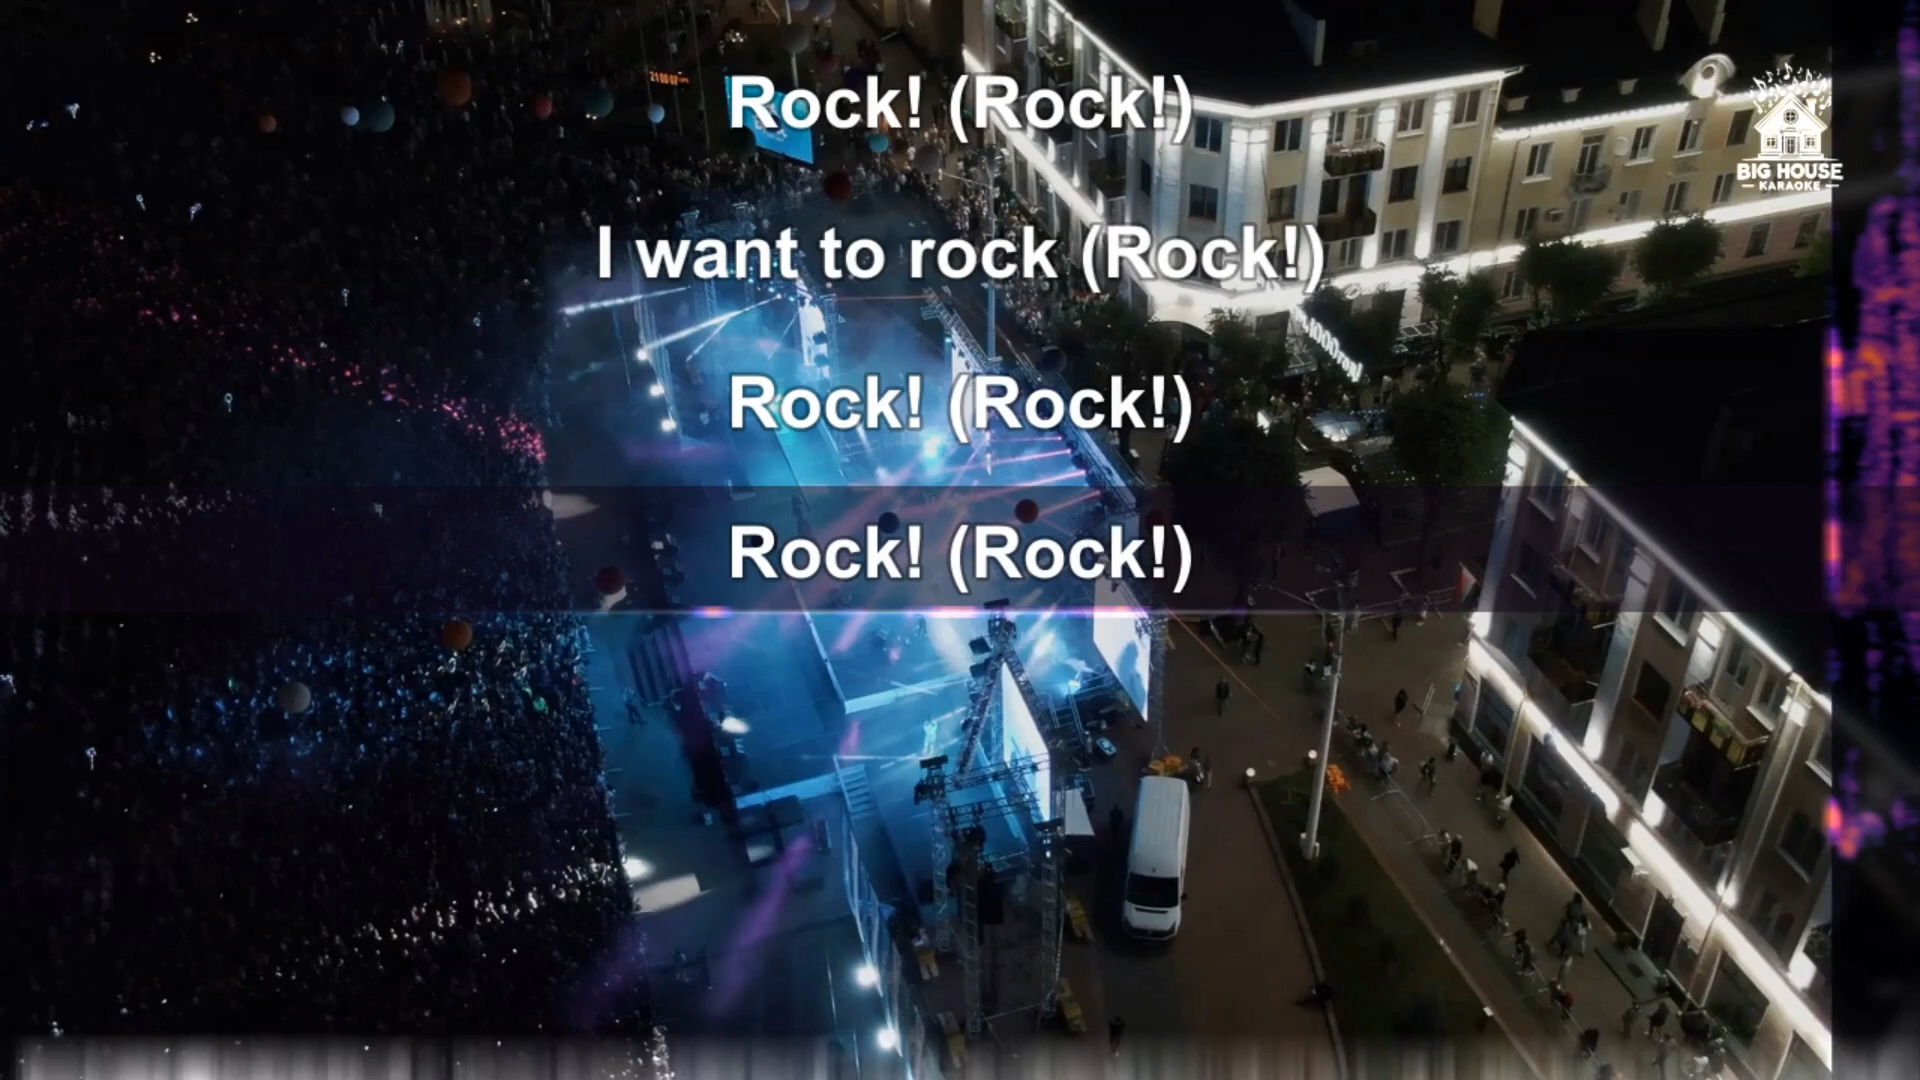 Rock! (Rock!)
I want to rock (Rock!)
Rock! (Rock!)
Rock! (Rock!)
BIG HOUSE
KARAOKE